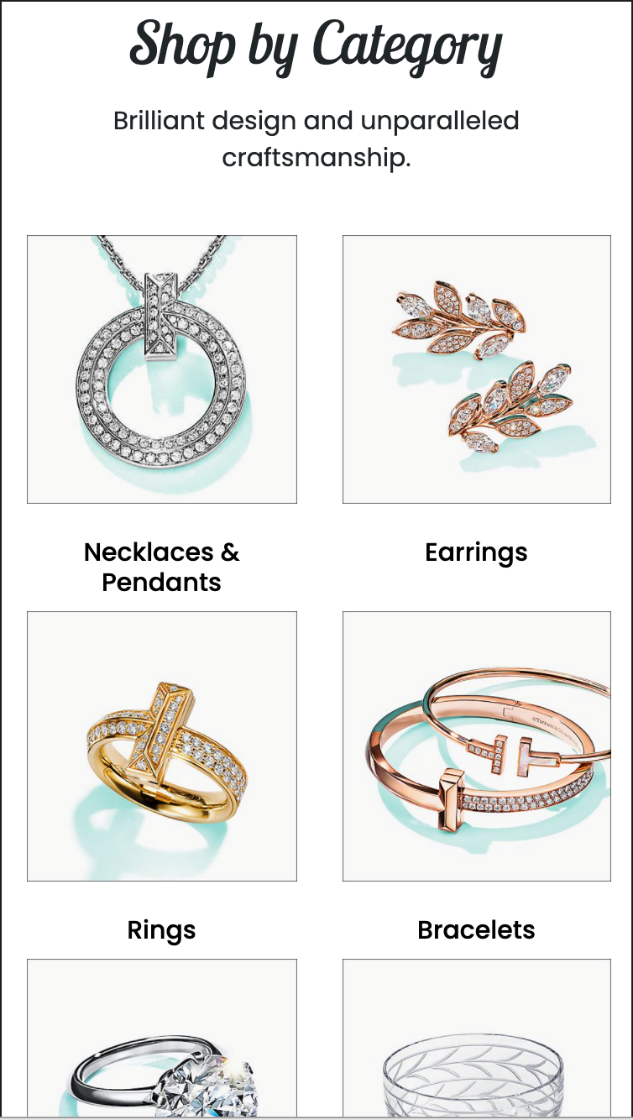 Shop by Category
Brilliant design and unparalleled
craftsmanship.
Necklaces &
Pendants
Earrings
Rings
Bracelets